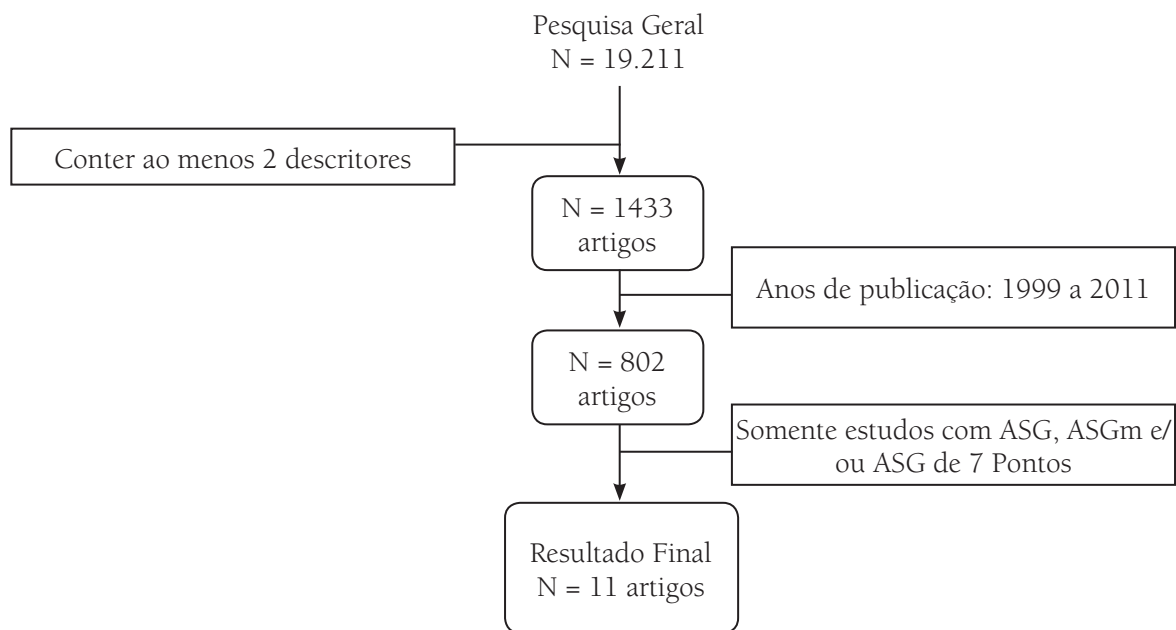 Pesquisa Geral
N = 19.211
Conter ao menos 2 descritores
N = 1433
artigos
Anos de publicação: 1999 a 2011
N = 802
artigos
Somente estudos com ASG, ASGm e/
ou ASG de 7 Pontos
Resultado Final
N = 11 artigos